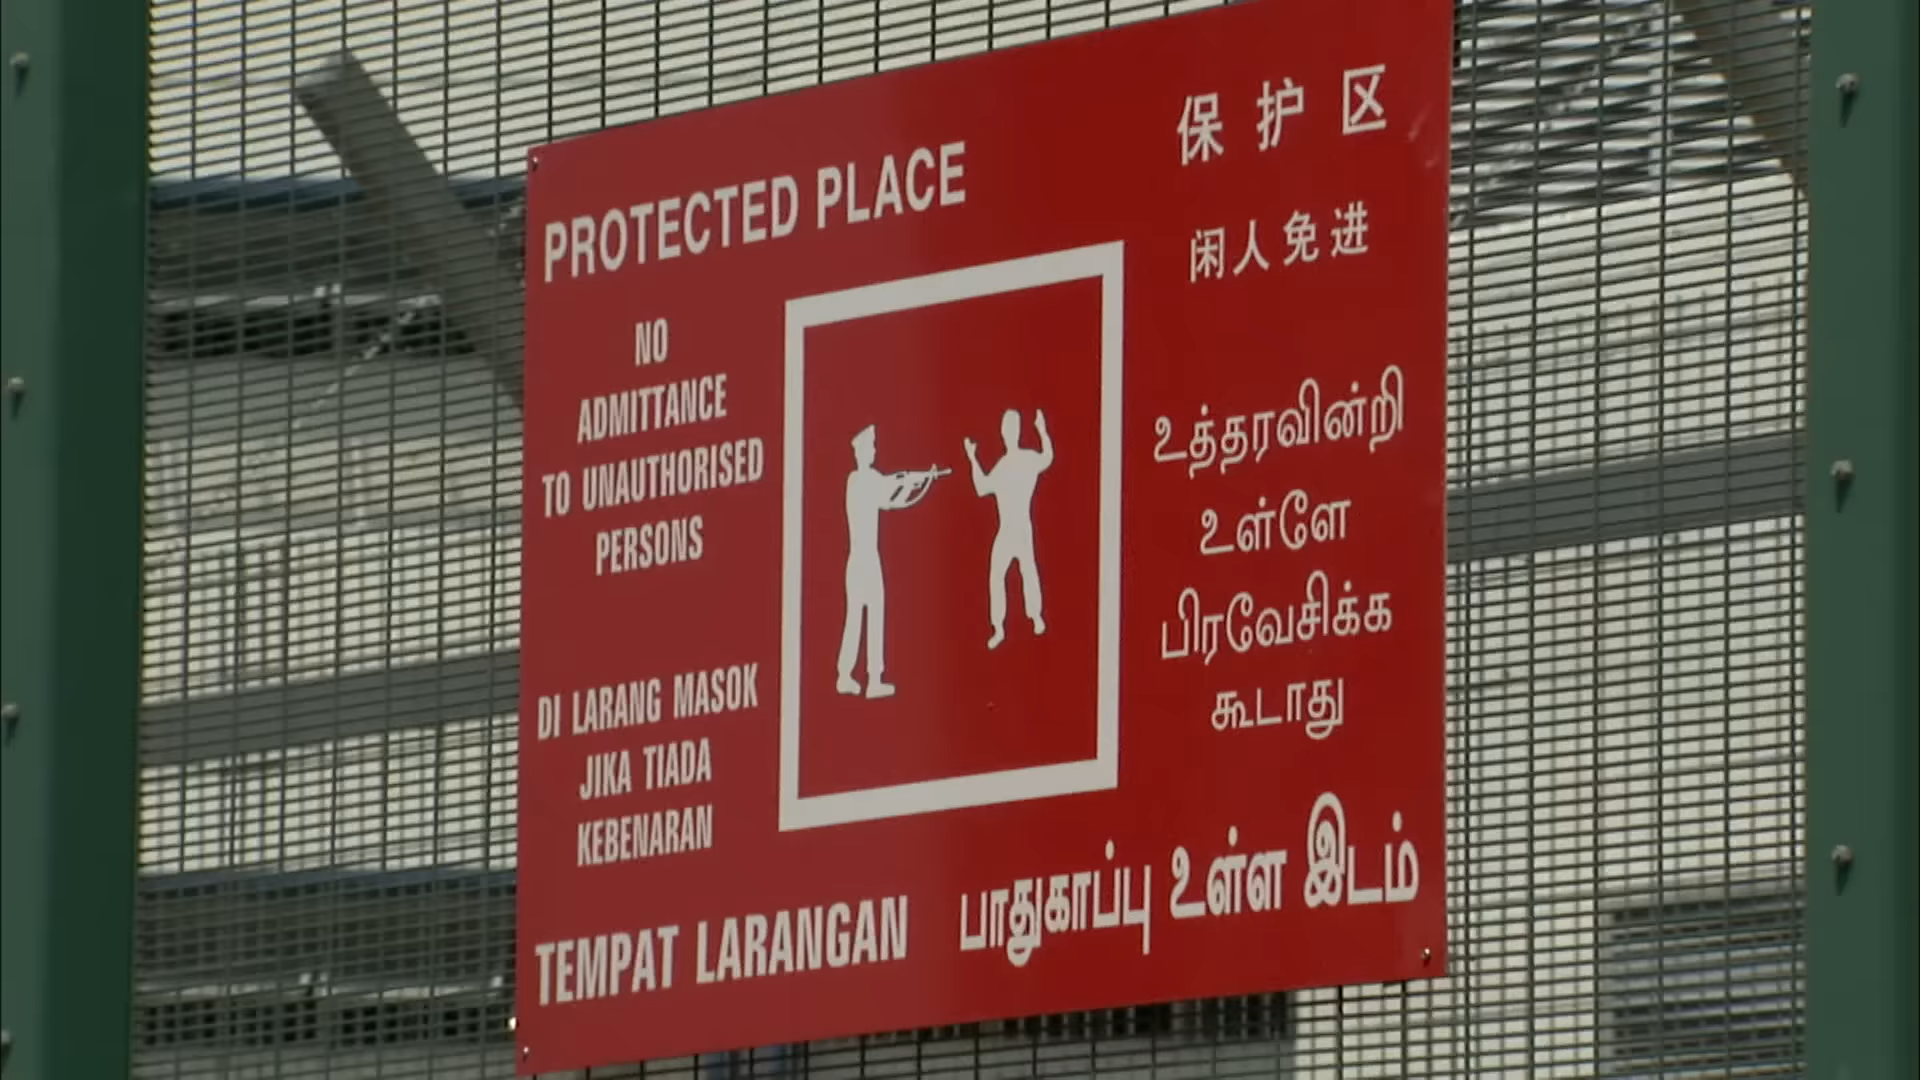 PROTECTED PLACE
NO
ADMITTANCE
TO UNAUTHORISED
PERSONS
DI LARANG MASOK
JIKA TIADA
KEBENARAN
TEMPAT LARANGAN
保护区
闲人免进
உத்தரவின்றி
உள்ளே
பிரவேசிக்க
கூடாது
பாதுகாப்பு உள்ள இடம்